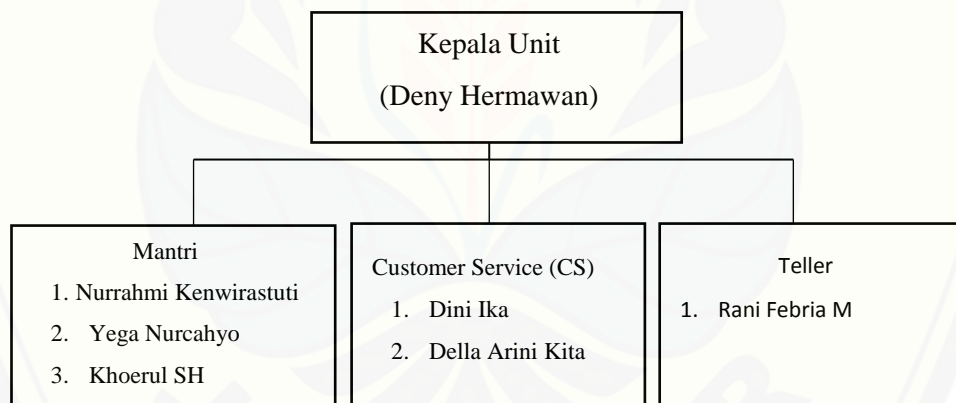 Kepala Unit
(Deny Hermawan)
Mantri
1. Nurrahmi Kenwirastuti
2. Yega Nurcahyo
3. Khoerul SH
Customer Service (CS)
1. Dini Ika
2. Della Arini Kita
Teller
1. Rani Febria M